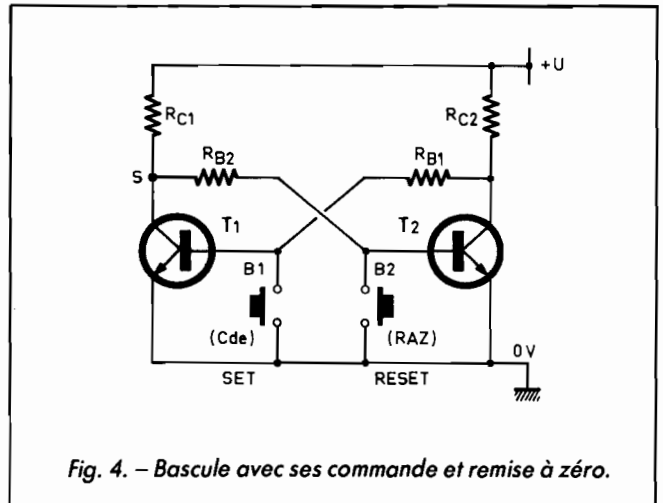 +U
RC1
RC2
RB2
RB1
S
T1
T2
B1
B2
(Cde)
(RAZ)
0V
SET
RESET
Fig. 4. – Bascule avec ses commande et remise à zéro.